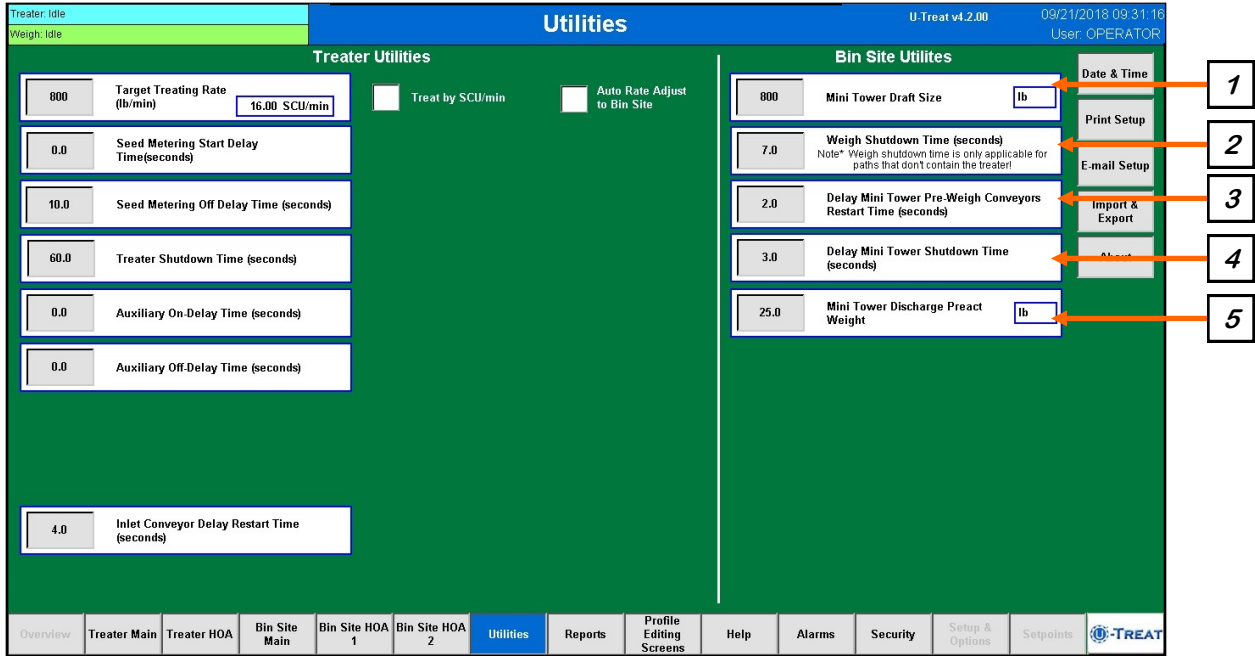 Treater: Idle
Weigh: Idle
Utilities
U-Treat v4.2.00
09/21/2018 09:31:16
User: OPERATOR
Treater Utilities
800
Target Treating Rate
(lb/min)
16.00 SCU/min
Treat by SCU/min
Auto Rate Adjust
to Bin Site
0.0
Seed Metering Start Delay
Time(seconds)
10.0
Seed Metering Off Delay Time (seconds)
60.0
Treater Shutdown Time (seconds)
0.0
Auxiliary On-Delay Time (seconds)
0.0
Auxiliary Off-Delay Time (seconds)
4.0
Inlet Conveyor Delay Restart Time
(seconds)
Bin Site Utilites
800
Mini Tower Draft Size
lb
7.0
Weigh Shutdown Time (seconds)
Note* Weigh shutdown time is only applicable for
paths that don't contain the treater!
2.0
Delay Mini Tower Pre-Weigh Conveyors
Restart Time (seconds)
3.0
Delay Mini Tower Shutdown Time
(seconds)
25.0
Mini Tower Discharge Preact
Weight
lb
Date & Time
Print Setup
E-mail Setup
Import &
Export
About
1
2
3
4
5
Overview
Treater Main
Treater HOA
Bin Site
Main
Bin Site HOA
1
Bin Site HOA
2
Utilities
Reports
Profile
Editing
Screens
Help
Alarms
Security
Setup &
Options
Setpoints
U-TREAT